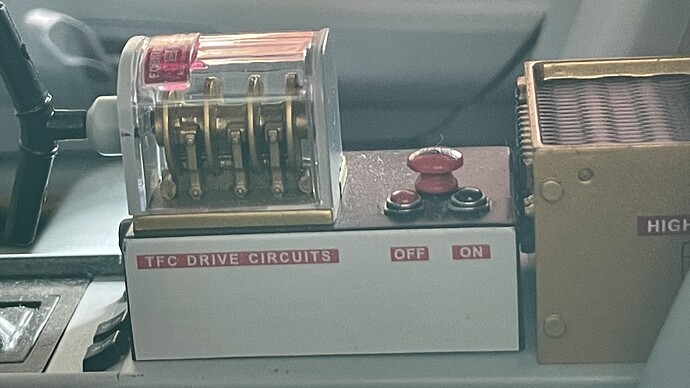 TFC DRIVE CIRCUITS
OFF
ON
HIGH